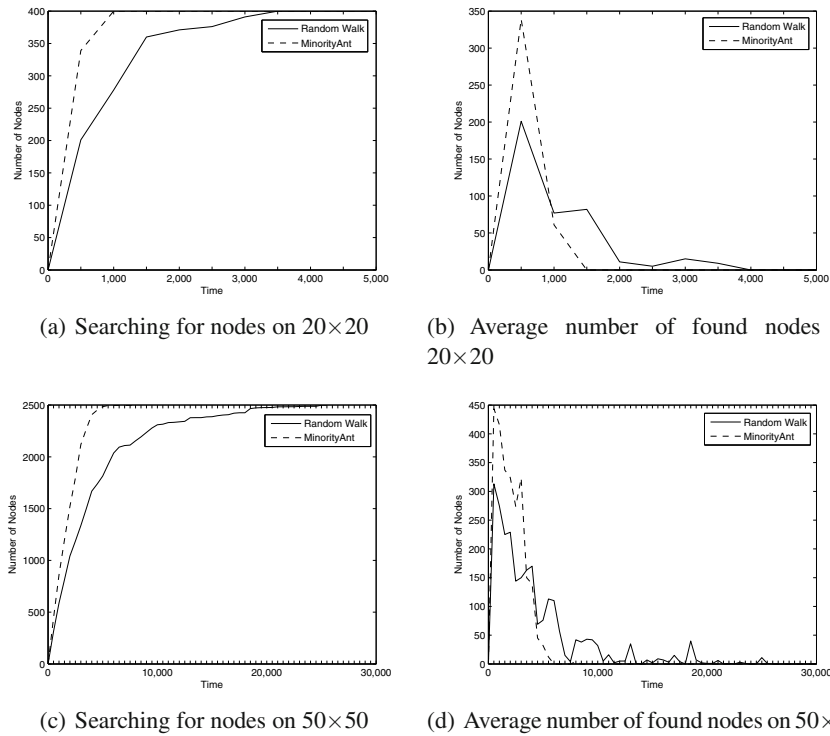 400
350
300
250
200
150
100
50
0
Number of Nodes
0 1,000 2,000 3,000 4,000 5,000
Time
Random Walk
MinorityAnt
(a) Searching for nodes on 20×20
400
350
300
250
200
150
100
50
0
Number of Nodes
0 1,000 2,000 3,000 4,000 5,000
Time
Random Walk
MinorityAnt
(b) Average number of found nodes
20×20
2500
2000
1500
1000
500
0
Number of Nodes
0 10,000 20,000 30,000
Time
Random Walk
MinorityAnt
(c) Searching for nodes on 50×50
450
400
350
300
250
200
150
100
50
0
Number of Nodes
0 10,000 20,000 30,000
Time
Random Walk
MinorityAnt
(d) Average number of found nodes on 50×